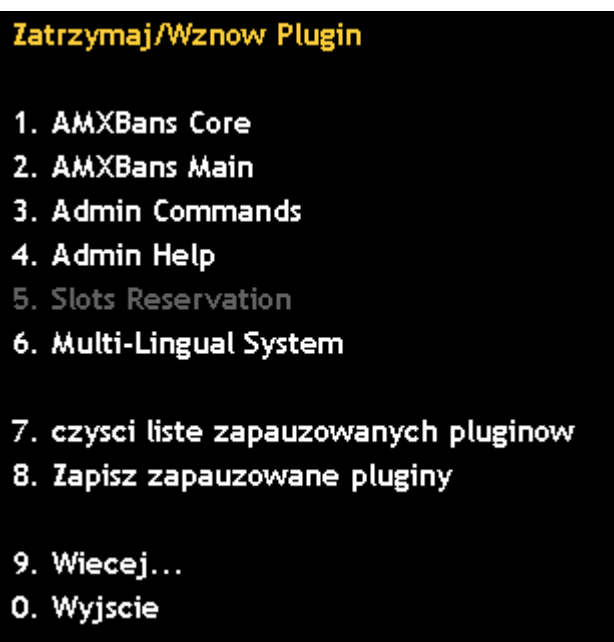 Zatrzymaj/Wznow Plugin
1. AMXBans Core
2. AMXBans Main
3. Admin Commands
4. Admin Help
5. Slots Reservation
6. Multi-Lingual System
7. czysci liste zapauzowanych pluginow
8. Zapisz zapauzowane pluginy
9. Wiecej...
0. Wyjscie